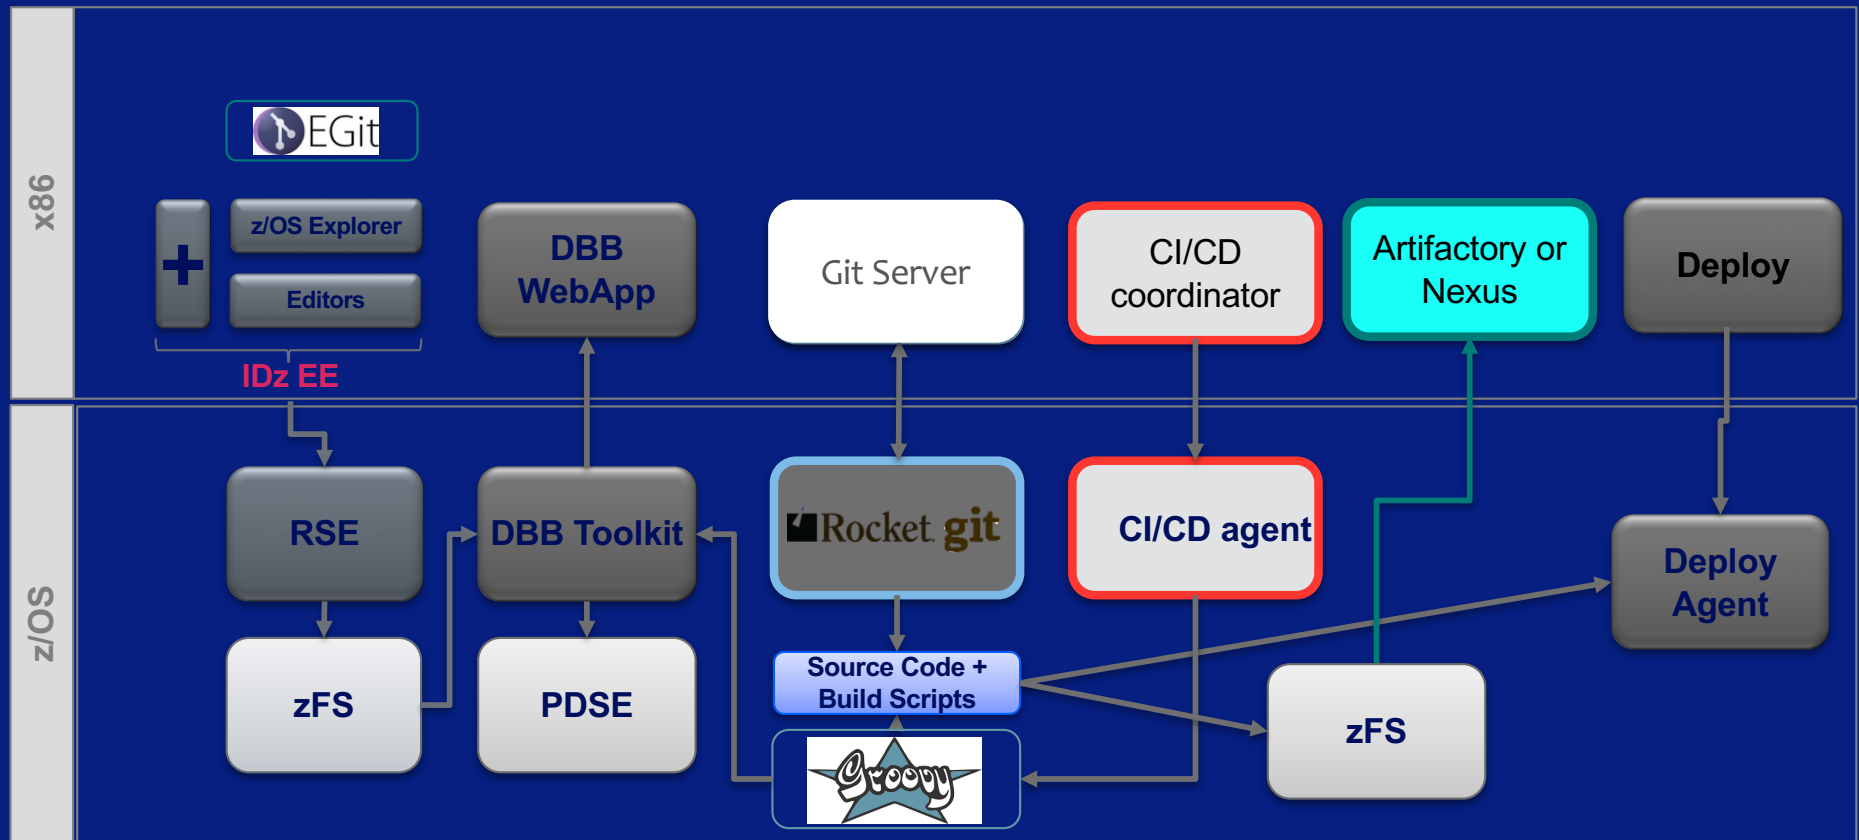 x86
EGit
+
z/OS Explorer
Editors
IDz EE
DBB
WebApp
Git Server
CI/CD
coordinator
Artifactory or
Nexus
Deploy
z/OS
RSE
DBB Toolkit
Rocket git
CI/CD agent
Deploy
Agent
zFS
PDSE
Source Code +
Build Scripts
Groovy
zFS